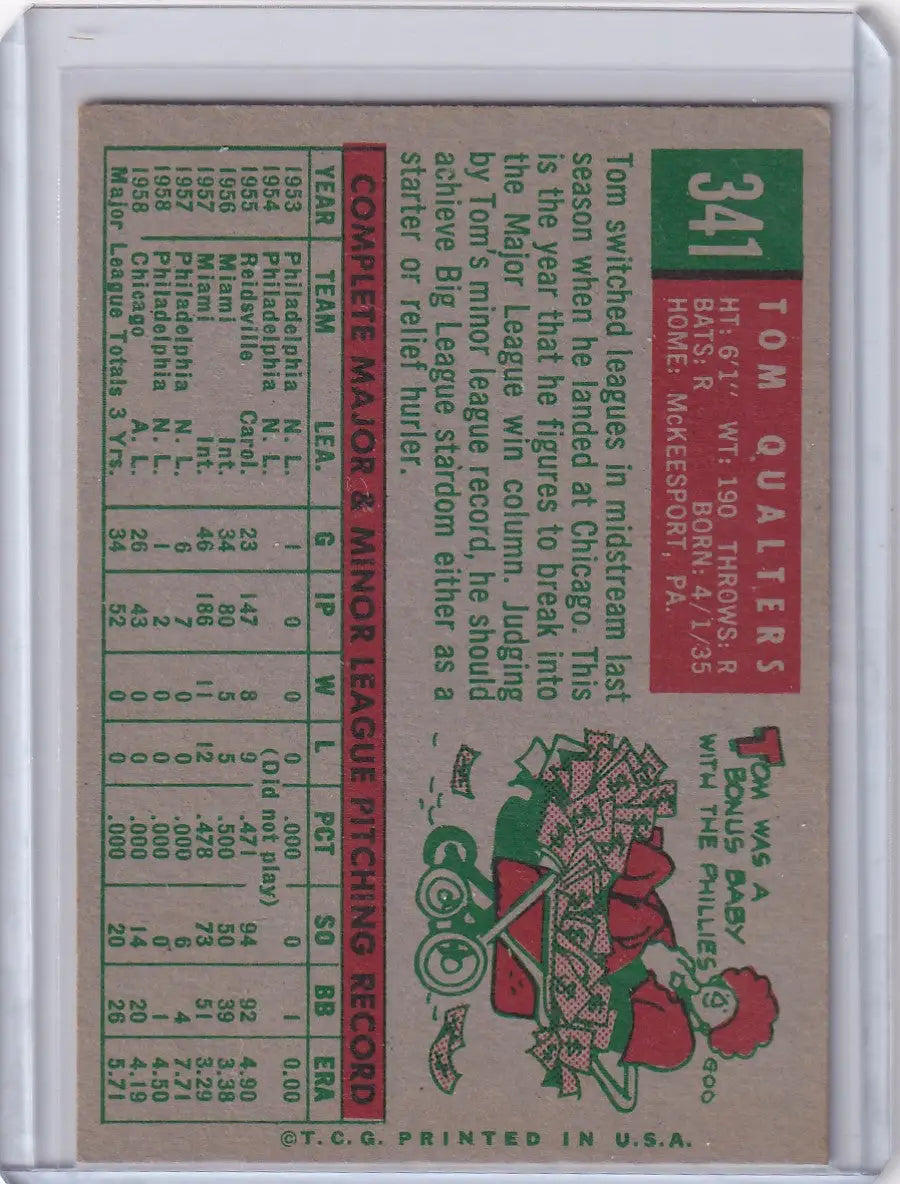 341
TOM QUALTERS
HT: 6'1" WT: 190 THROWS: R
BATS: R BORN: 4/1/35
HOME: McKEESPORT, PA.
Tom switched leagues in midstream last
season when he landed at Chicago. This
is the year that he figures to break into
the Major League win column. Judging
by Tom's minor league record, he should
achieve Big League stardom either as a
starter or relief hurler.
TOM WAS A
BONUS BABY
WITH THE PHILLIES
GOO
COMPLETE MAJOR & MINOR LEAGUE PITCHING RECORD
YEAR TEAM LEA. G IP W L PCT SO BB ERA
1953 Philadelphia N. L. 1 0 0 0 .000 0 1 0.00
1954 Philadelphia N. L. (Did not play)
1955 Reidsville Carol. 23 147 8 9 .471 94 92 4.90
1956 Miami Int. 34 80 5 5 .500 50 39 3.38
1957 Miami Int. 46 186 11 12 .478 73 51 3.29
1957 Philadelphia N. L. 6 7 0 0 .000 6 4 7.71
1958 Philadelphia N. L. 1 2 0 0 .000 0 1 4.50
1958 Chicago A. L. 26 43 0 0 .000 14 20 4.19
Major League Totals 3 Yrs. 34 52 0 0 .000 20 26 5.71
©T. C. G. PRINTED IN U.S.A.